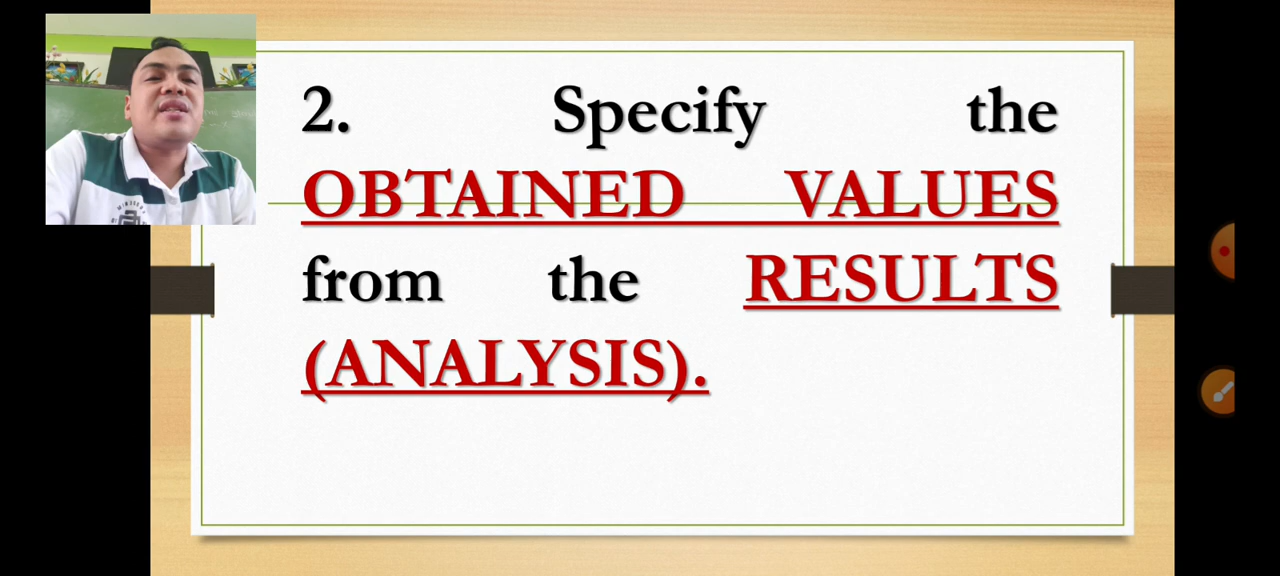 2. Specify the
OBTAINED VALUES
from the RESULTS
(ANALYSIS).